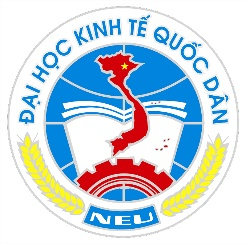 ĐẠI HỌC KINH TẾ QUỐC DÂN
NEU